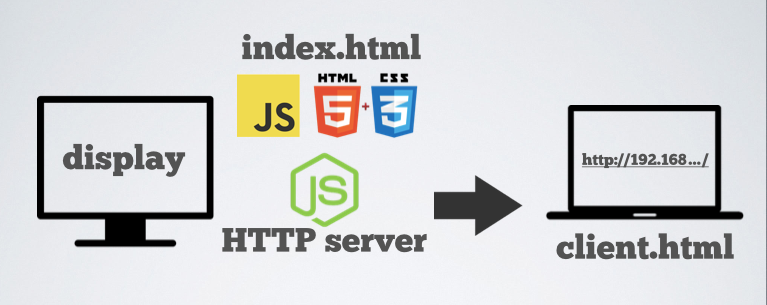 index.html
JS
HTML
CSS
5
+
3
display
JS
HTTP server
http://192.168.../
client.html